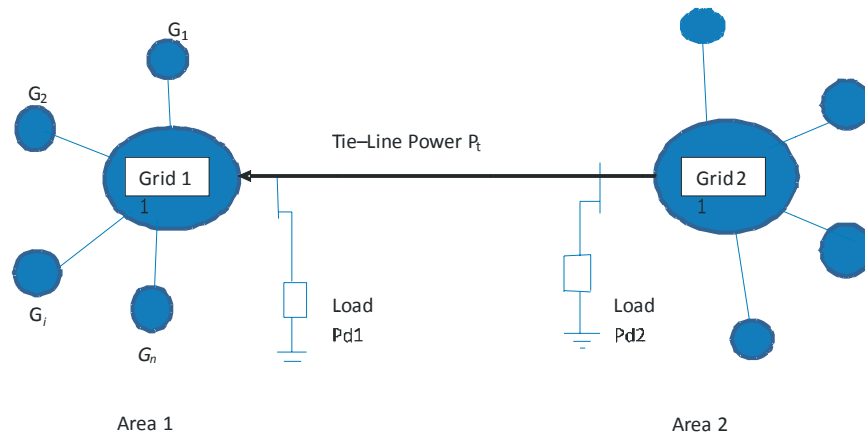 G₁
G₂
Tie–Line Power Pₜ
Grid 1
1
Grid 2
1
Gᵢ
Gₙ
Load
Pd1
Load
Pd2
Area 1
Area 2